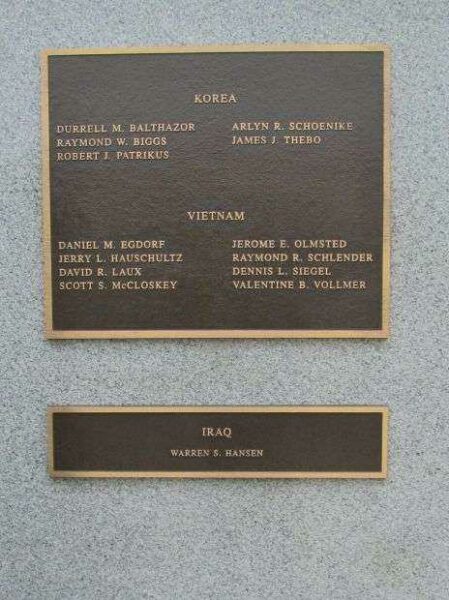 KOREA
DURRELL M. BALTHAZOR
RAYMOND W. BIGGS
ROBERT J. PATRIKUS
ARLYN R. SCHOENIKE
JAMES J. THEBO
VIETNAM
DANIEL M. EGDORF
JERRY L. HAUSCHULTZ
DAVID R. LAUX
SCOTT S. McCLOSKEY
JEROME E. OLMSTED
RAYMOND R. SCHLENDER
DENNIS L. SIEGEL
VALENTINE B. VOLLMER
IRAQ
WARREN S. HANSEN